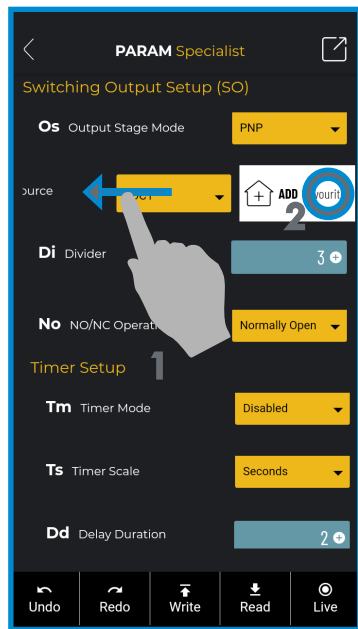 PARAM Specialist
Switching Output Setup (SO)
Os Output Stage Mode PNP
ource ADD vourit
2
Di Divider 3
No NO/NC Operat Normally Open
1
Timer Setup
Tm Timer Mode Disabled
Ts Timer Scale Seconds
Dd Delay Duration 2
Undo Redo Write Read Live